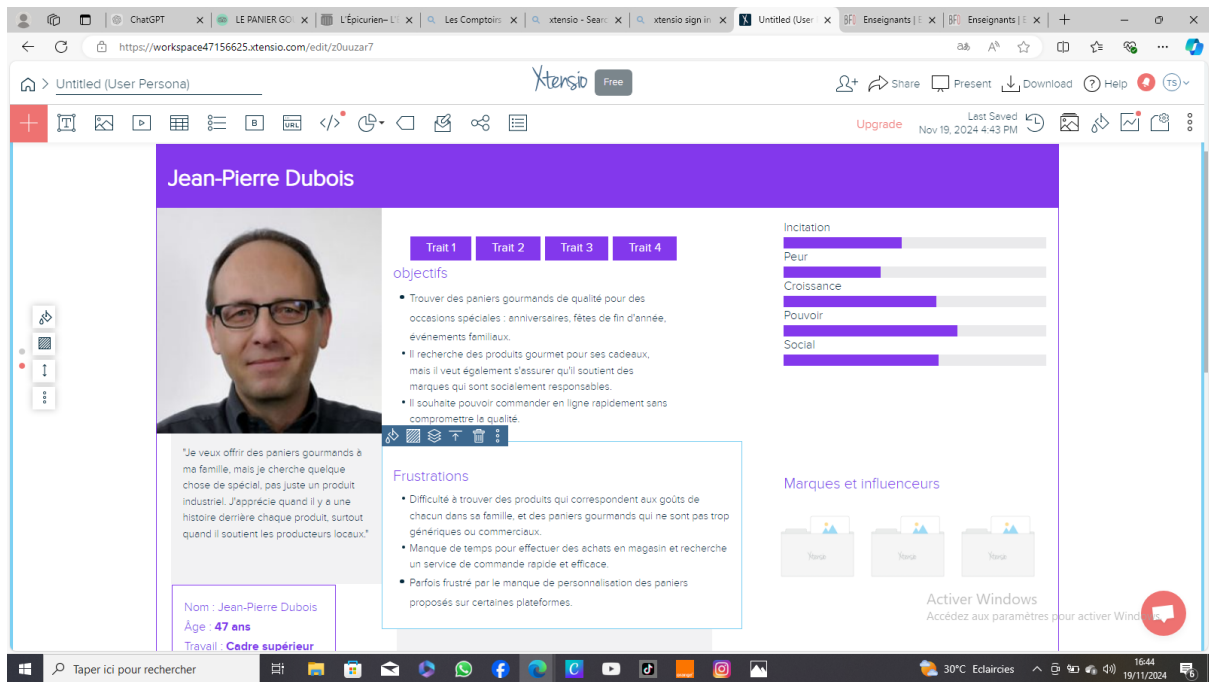 ChatGPT
LE PANIER GO
L'Épicurien– L'
Les Comptoirs
xtensio - Sear
xtensio sign in
Untitled (User
Enseignants | E
Enseignants | E
https://workspace47156625.xtensio.com/edit/z0uuzar7
Untitled (User Persona)
Xtensio
Free
Share
Present
Download
Help
TS
B
URL
Upgrade
Last Saved
Nov 19, 2024 4:43 PM
Jean-Pierre Dubois
Trait 1
Trait 2
Trait 3
Trait 4
objectifs
• Trouver des paniers gourmands de qualité pour des
occasions spéciales : anniversaires, fêtes de fin d'année,
événements familiaux.
• Il recherche des produits gourmet pour ses cadeaux,
mais il veut également s'assurer qu'il soutient des
marques qui sont socialement responsables.
• Il souhaite pouvoir commander en ligne rapidement sans
compromettre la qualité.
Incitation
Peur
Croissance
Pouvoir
Social
"Je veux offrir des paniers gourmands à
ma famille, mais je cherche quelque
chose de spécial, pas juste un produit
industriel. J'apprécie quand il y a une
histoire derrière chaque produit, surtout
quand il soutient les producteurs locaux."
Frustrations
• Difficulté à trouver des produits qui correspondent aux goûts de
chacun dans sa famille, et des paniers gourmands qui ne sont pas trop
génériques ou commerciaux.
• Manque de temps pour effectuer des achats en magasin et recherche
un service de commande rapide et efficace.
• Parfois frustré par le manque de personnalisation des paniers
proposés sur certaines plateformes.
Marques et influenceurs
Xtensio
Xtensio
Xtensio
Nom : Jean-Pierre Dubois
Âge : 47 ans
Travail : Cadre supérieur
Activer Windows
Accédez aux paramètres pour activer Wind
Taper ici pour rechercher
30°C Eclaircies
16:44
19/11/2024